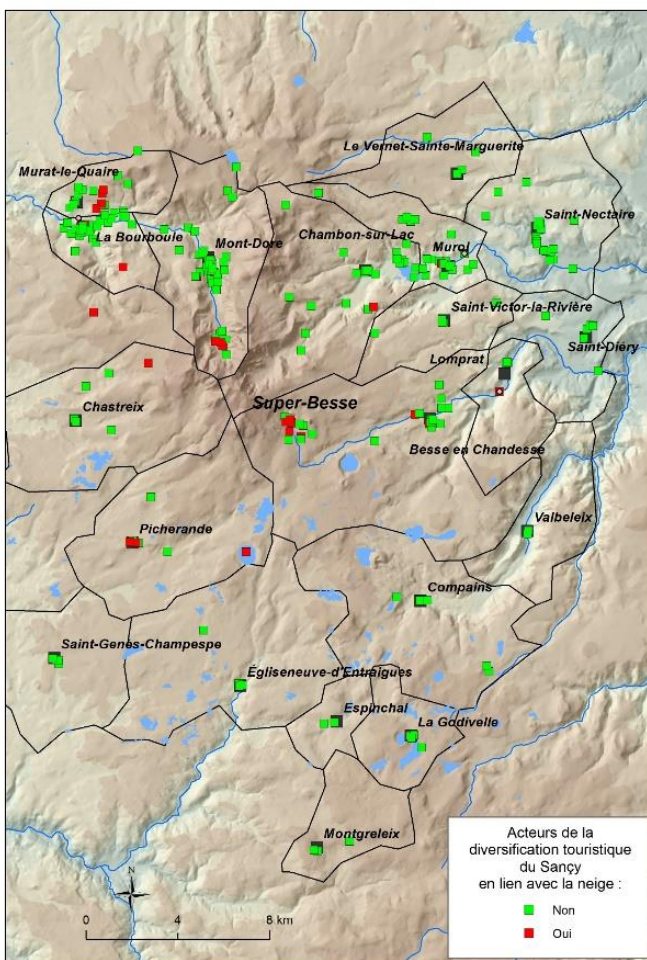 Le Vernet-Sainte-Marguerite
Murat-le-Quaire
Saint-Nectaire
La Bourboule
Mont-Dore
Chambon-sur-Lac
Murol
Saint-Victor-la-Rivière
Saint-Diéry
Lomprat
Super-Besse
Chastreix
Besse en Chandesse
Picherande
Valbeleix
Compains
Saint-Genès-Champespe
Égliseneuve-d'Entraigues
Espinchal
La Godivelle
Montgreleix
N
0 4 8 km
Acteurs de la
diversification touristique
du Sançy
en lien avec la neige :
Non
Oui